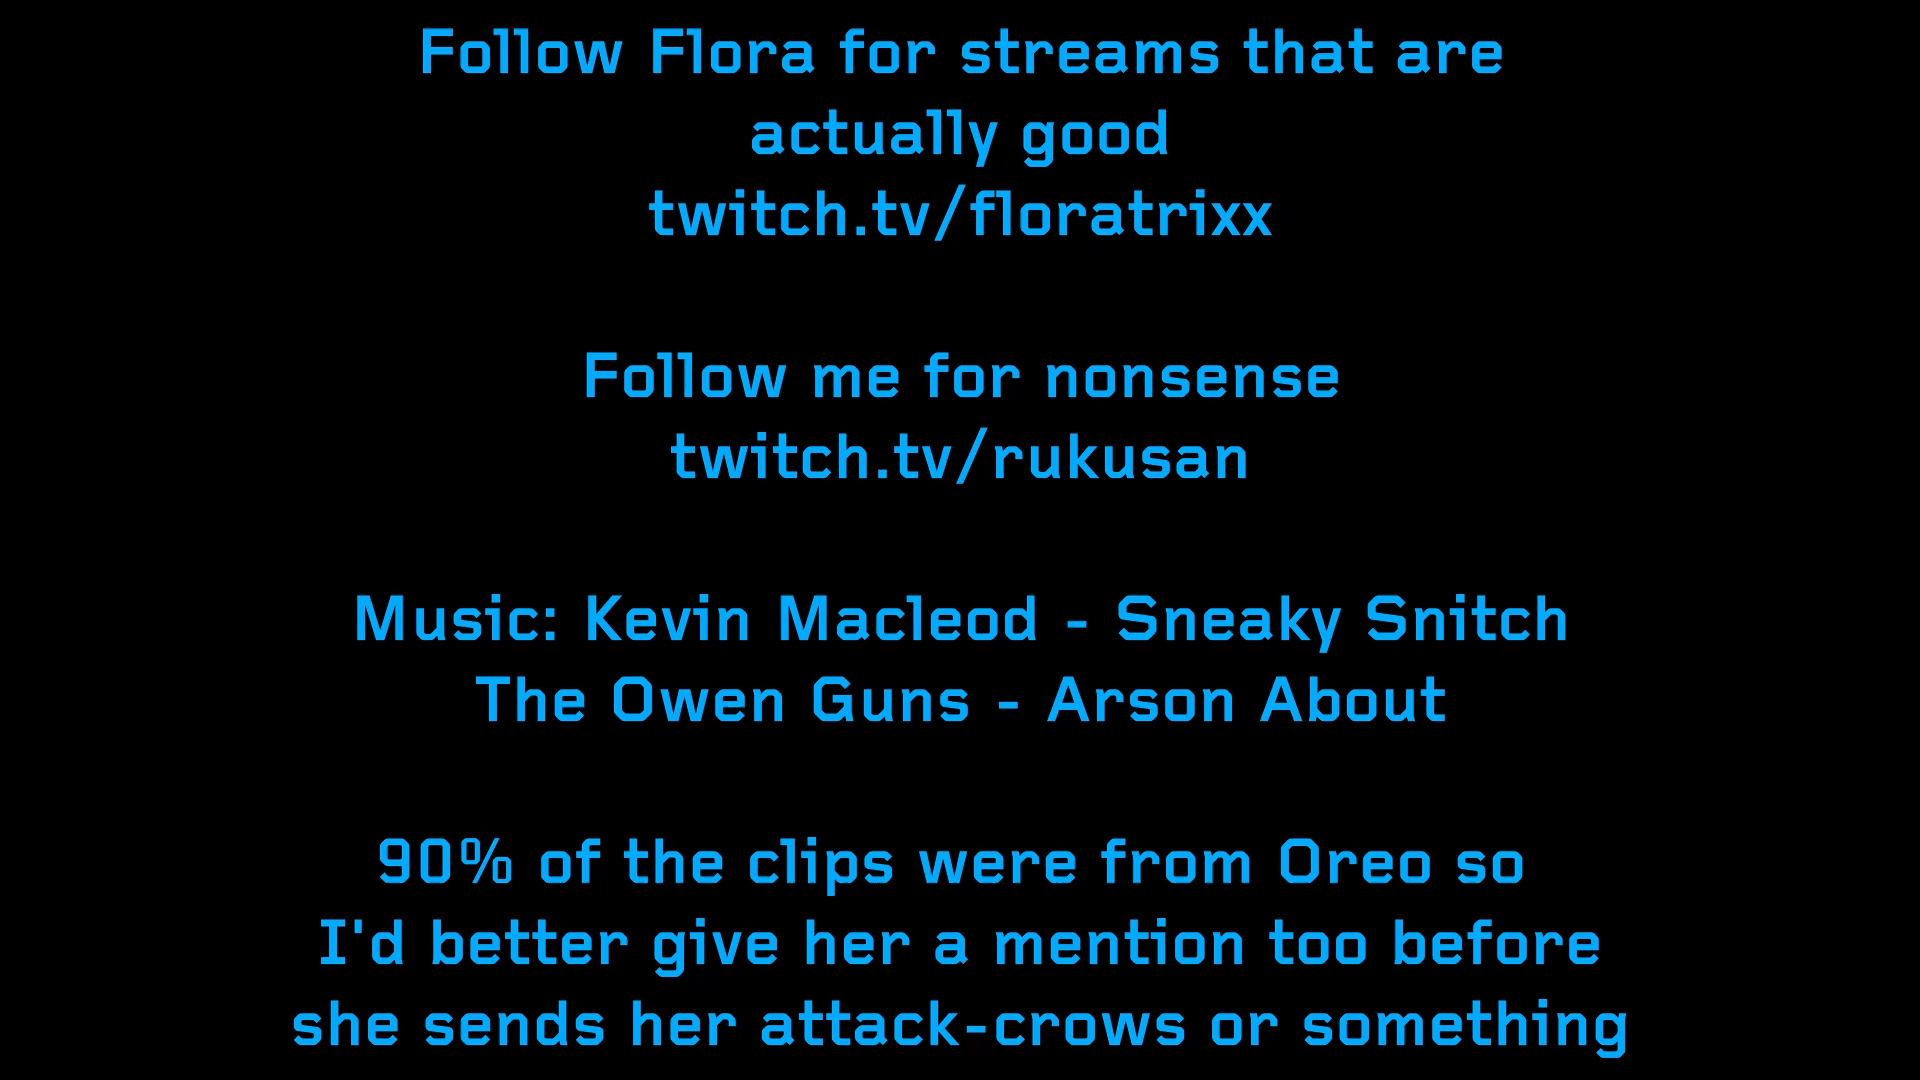 Follow Flora for streams that are
actually good
twitch.tv/floratrixx
Follow me for nonsense
twitch.tv/rukusan
Music: Kevin Macleod - Sneaky Snitch
The Owen Guns - Arson About
90% of the clips were from Oreo so
I'd better give her a mention too before
she sends her attack-crows or something